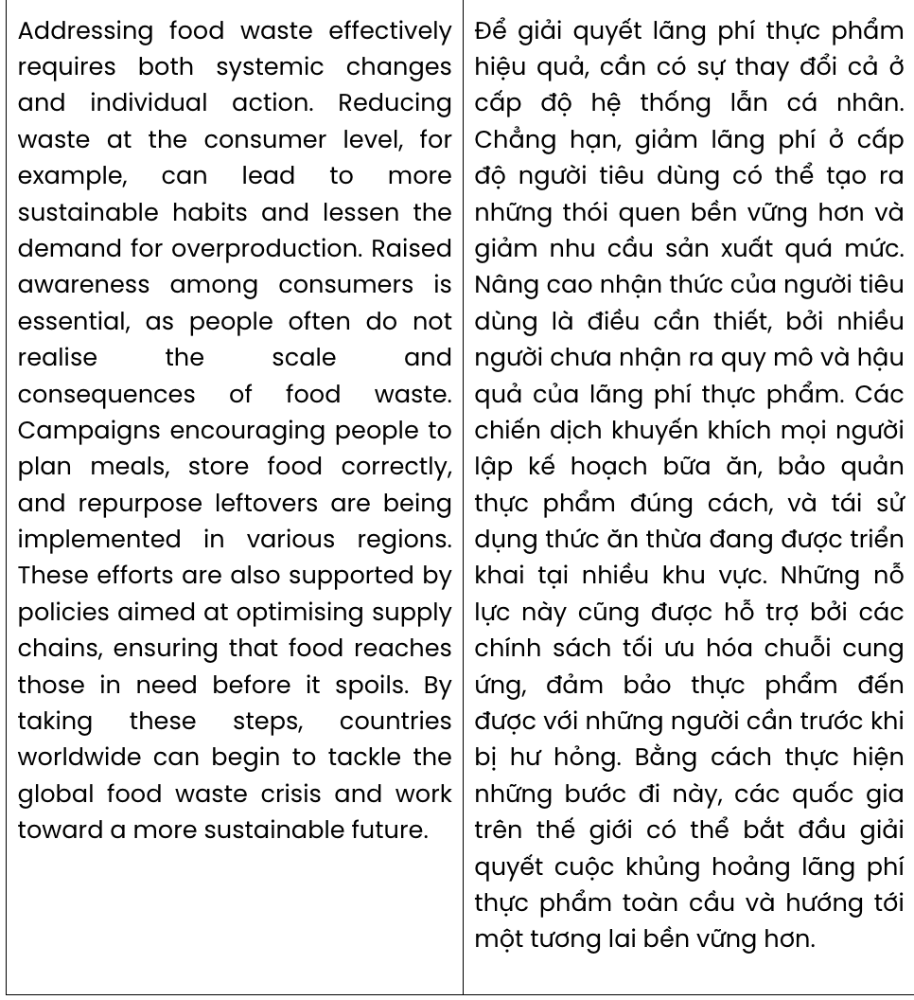 Addressing food waste effectively
requires both systemic changes
and individual action. Reducing
waste at the consumer level, for
example, can lead to more
sustainable habits and lessen the
demand for overproduction. Raised
awareness among consumers is
essential, as people often do not
realise the scale and
consequences of food waste.
Campaigns encouraging people to
plan meals, store food correctly,
and repurpose leftovers are being
implemented in various regions.
These efforts are also supported by
policies aimed at optimising supply
chains, ensuring that food reaches
those in need before it spoils. By
taking these steps, countries
worldwide can begin to tackle the
global food waste crisis and work
toward a more sustainable future.
Để giải quyết lãng phí thực phẩm
hiệu quả, cần có sự thay đổi cả ở
cấp độ hệ thống lẫn cá nhân.
Chẳng hạn, giảm lãng phí ở cấp
độ người tiêu dùng có thể tạo ra
những thói quen bền vững hơn và
giảm nhu cầu sản xuất quá mức.
Nâng cao nhận thức của người tiêu
dùng là điều cần thiết, bởi nhiều
người chưa nhận ra quy mô và hậu
quả của lãng phí thực phẩm. Các
chiến dịch khuyến khích mọi người
lập kế hoạch bữa ăn, bảo quản
thực phẩm đúng cách, và tái sử
dụng thức ăn thừa đang được triển
khai tại nhiều khu vực. Những nỗ
lực này cũng được hỗ trợ bởi các
chính sách tối ưu hóa chuỗi cung
ứng, đảm bảo thực phẩm đến
được với những người cần trước khi
bị hư hỏng. Bằng cách thực hiện
những bước đi này, các quốc gia
trên thế giới có thể bắt đầu giải
quyết cuộc khủng hoảng lãng phí
thực phẩm toàn cầu và hướng tới
một tương lai bền vững hơn.